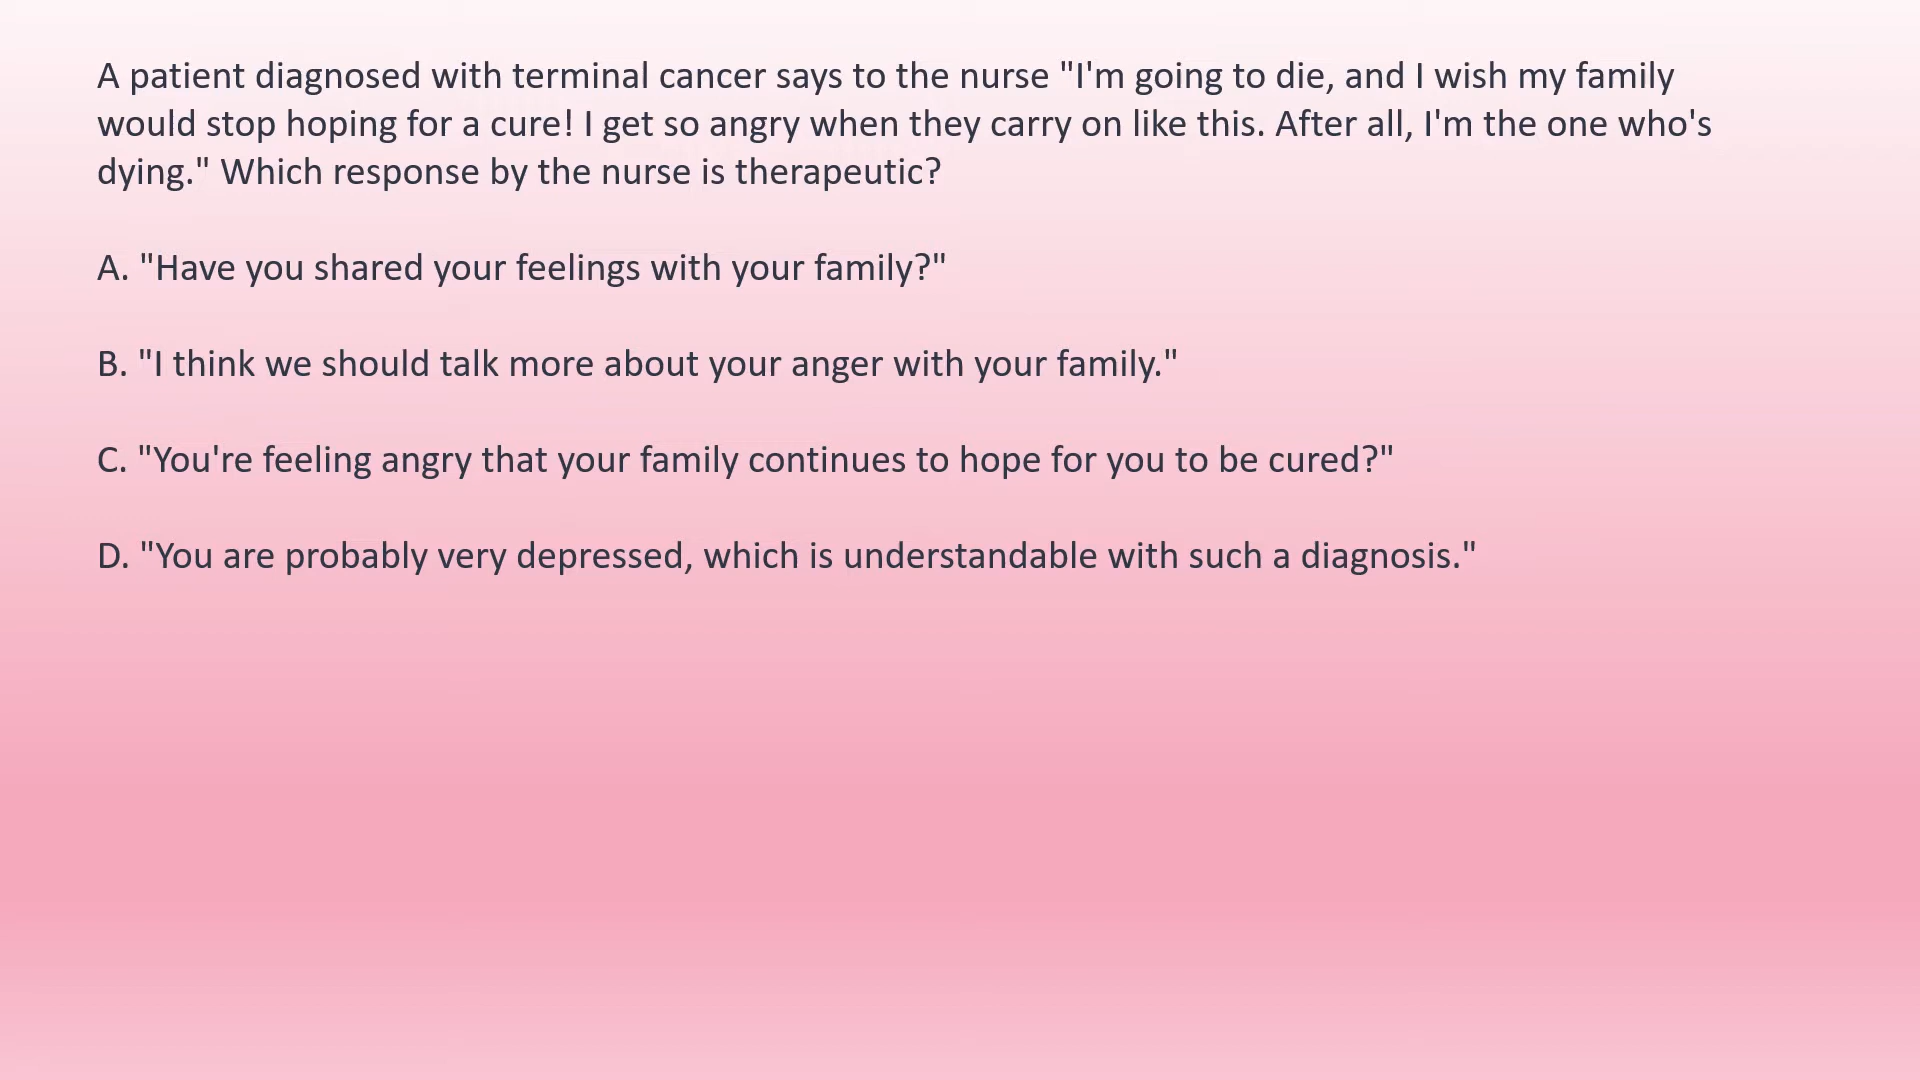 A patient diagnosed with terminal cancer says to the nurse "I'm going to die, and I wish my family
would stop hoping for a cure! I get so angry when they carry on like this. After all, I'm the one who's
dying." Which response by the nurse is therapeutic?
A. "Have you shared your feelings with your family?"
B. "I think we should talk more about your anger with your family."
C. "You're feeling angry that your family continues to hope for you to be cured?"
D. "You are probably very depressed, which is understandable with such a diagnosis."